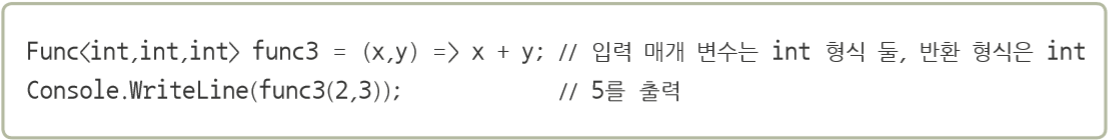 Func<int,int,int> func3 = (x,y) => x + y; // 입력 매개 변수는 int 형식 둘, 반환 형식은 int
Console.WriteLine(func3(2,3)); // 5를 출력